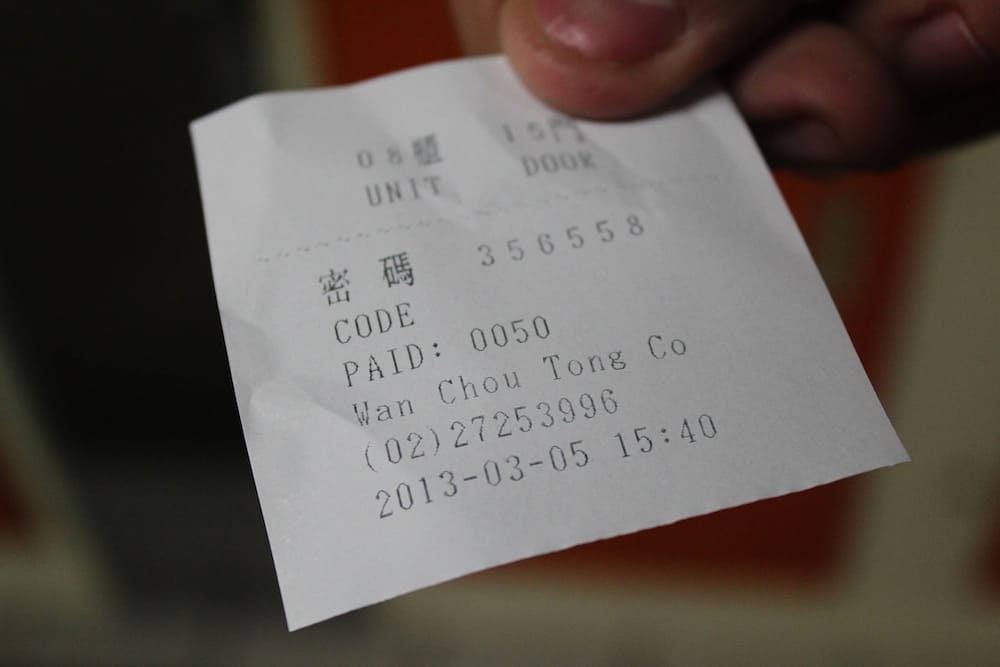 08櫃 15門
UNIT DOOR
~~~~~~~~~~~~~~~~~~~~~~~~
密碼 356558
CODE
PAID: 0050
Wan Chou Tong Co
(02)27253996
2013-03-05 15:40